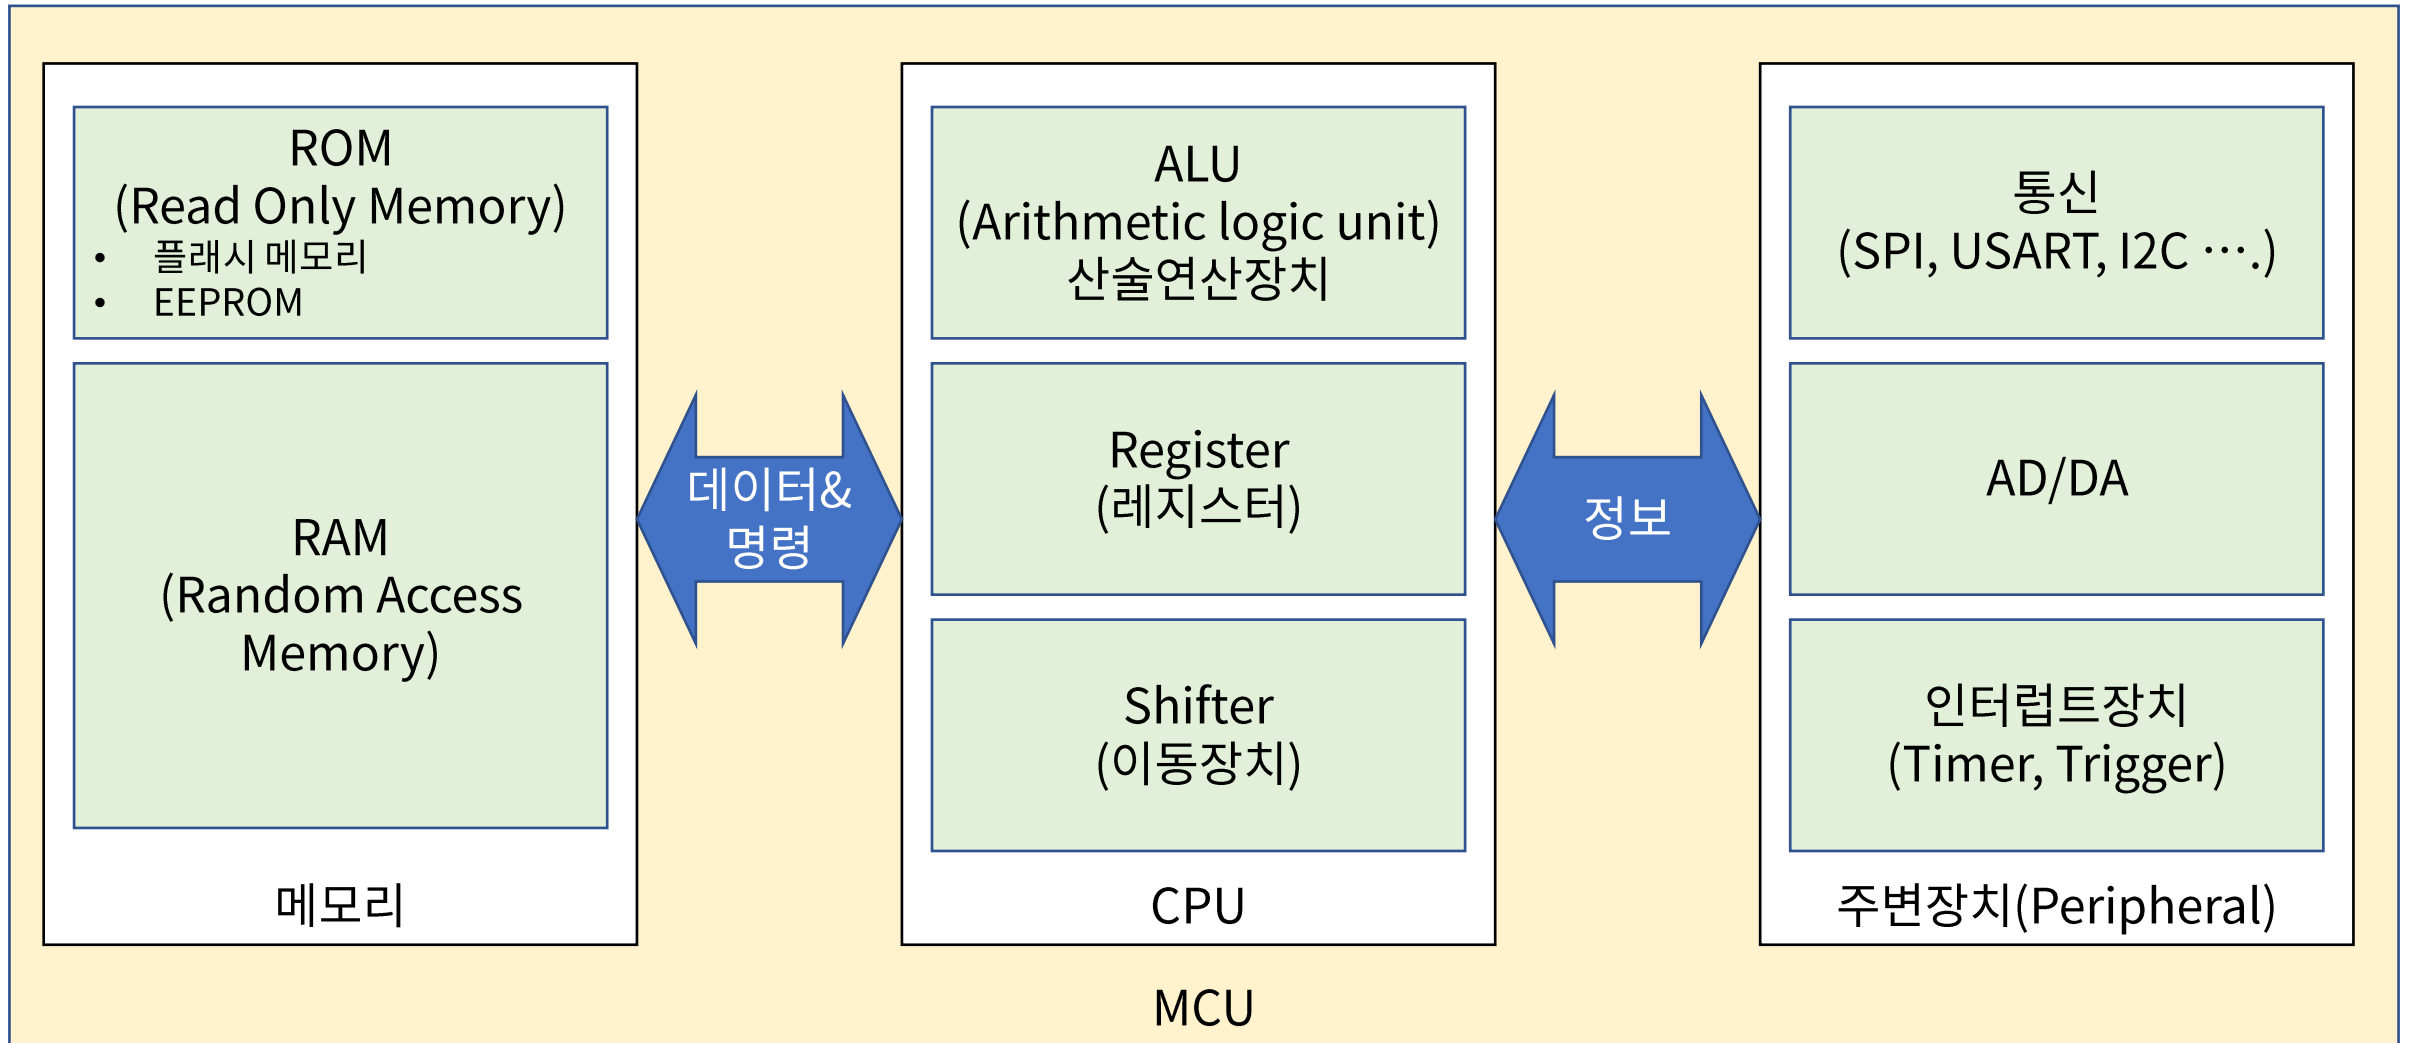 ROM
(Read Only Memory)
• 플래시 메모리
• EEPROM
RAM
(Random Access
Memory)
메모리
데이터&
명령
ALU
(Arithmetic logic unit)
산술연산장치
Register
(레지스터)
Shifter
(이동장치)
CPU
정보
통신
(SPI, USART, I2C ….)
AD/DA
인터럽트장치
(Timer, Trigger)
주변장치(Peripheral)
MCU